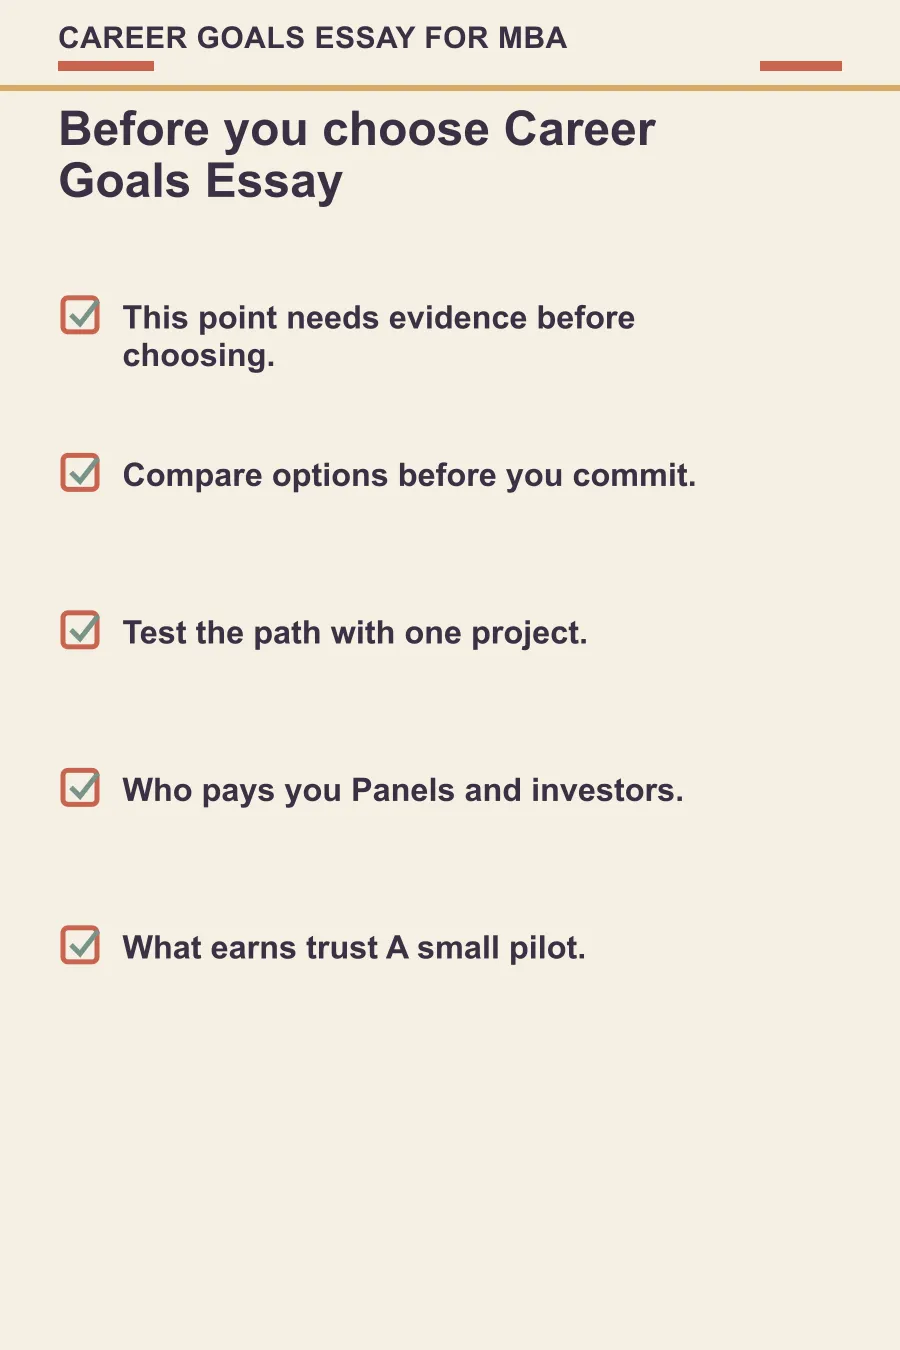 CAREER GOALS ESSAY FOR MBA
Before you choose Career
Goals Essay
This point needs evidence before
choosing.
Compare options before you commit.
Test the path with one project.
Who pays you Panels and investors.
What earns trust A small pilot.